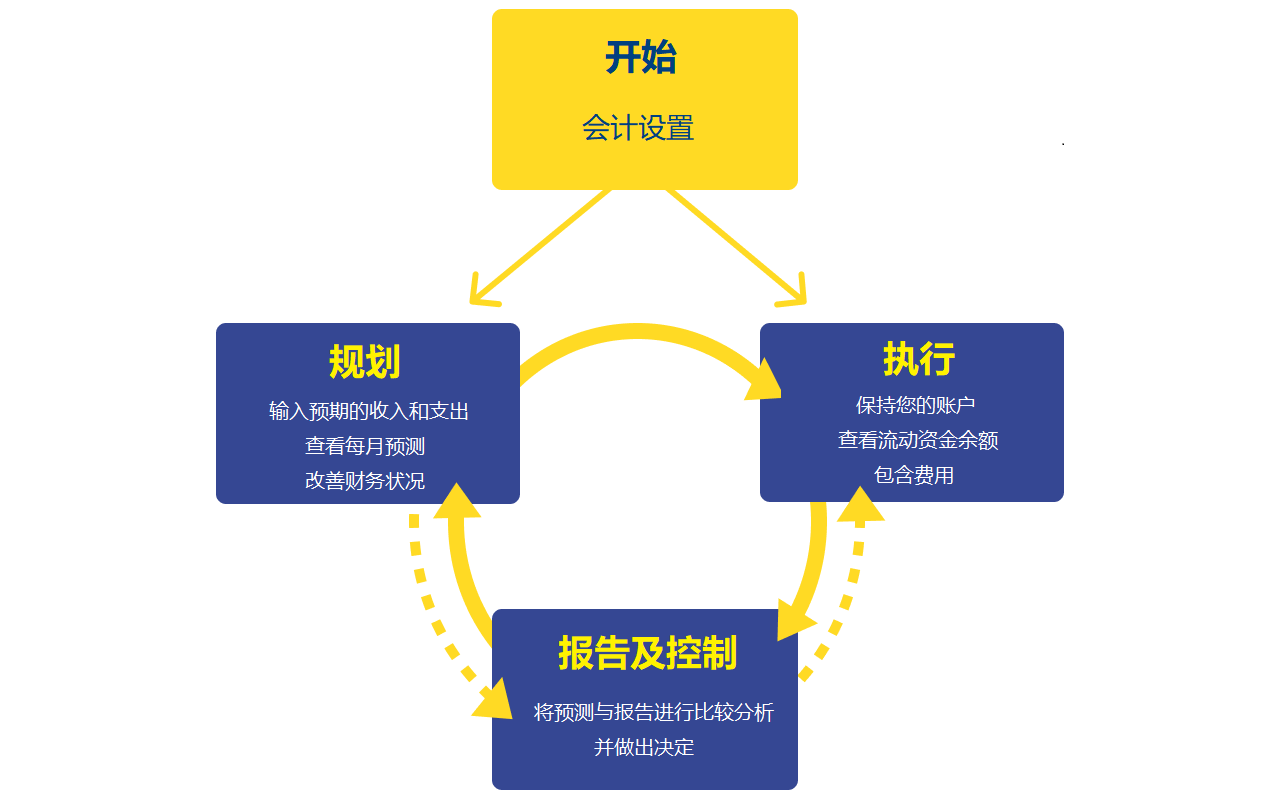 开始
会计设置
规划
输入预期的收入和支出
查看每月预测
改善财务状况
执行
保持您的账户
查看流动资金余额
包含费用
报告及控制
将预测与报告进行比较分析
并做出决定